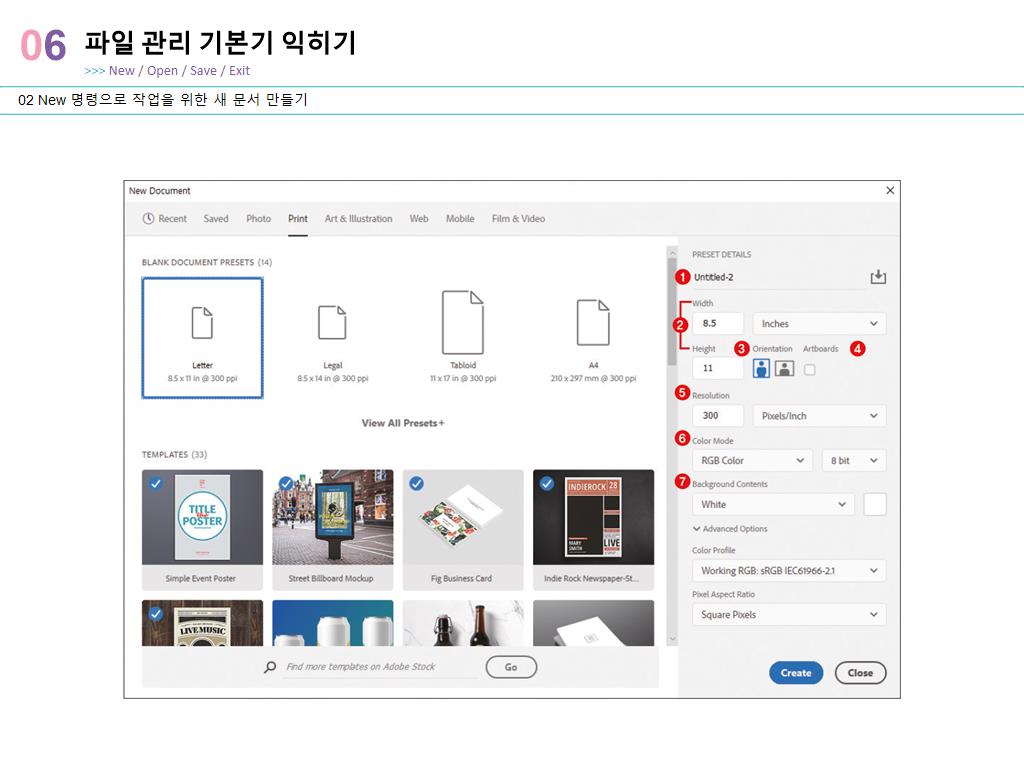 06 파일 관리 기본기 익히기
>>> New / Open / Save / Exit
02 New 명령으로 작업을 위한 새 문서 만들기
New Document
Recent Saved Photo Print Art & Illustration Web Mobile Film & Video
BLANK DOCUMENT PRESETS (14)
Letter
8.5 x 11 in @ 300 ppi
Legal
8.5 x 14 in @ 300 ppi
Tabloid
11 x 17 in @ 300 ppi
A4
210 x 297 mm @ 300 ppi
View All Presets+
TEMPLATES (33)
TITLE
the
POSTER
Simple Event Poster
Street Billboard Mockup
Fig Business Card
INDIEROCK 28
MARY
SMITH
LIVE
Indie Rock Newspaper-St...
LIVE MUSIC
Find more templates on Adobe Stock
Go
PRESET DETAILS
1 Untitled-2
Width
2 8.5 Inches
Height 3 Orientation Artboards 4
11
5 Resolution
300 Pixels/Inch
6 Color Mode
RGB Color 8 bit
7 Background Contents
White
Advanced Options
Color Profile
Working RGB: sRGB IEC61966-2.1
Pixel Aspect Ratio
Square Pixels
Create Close